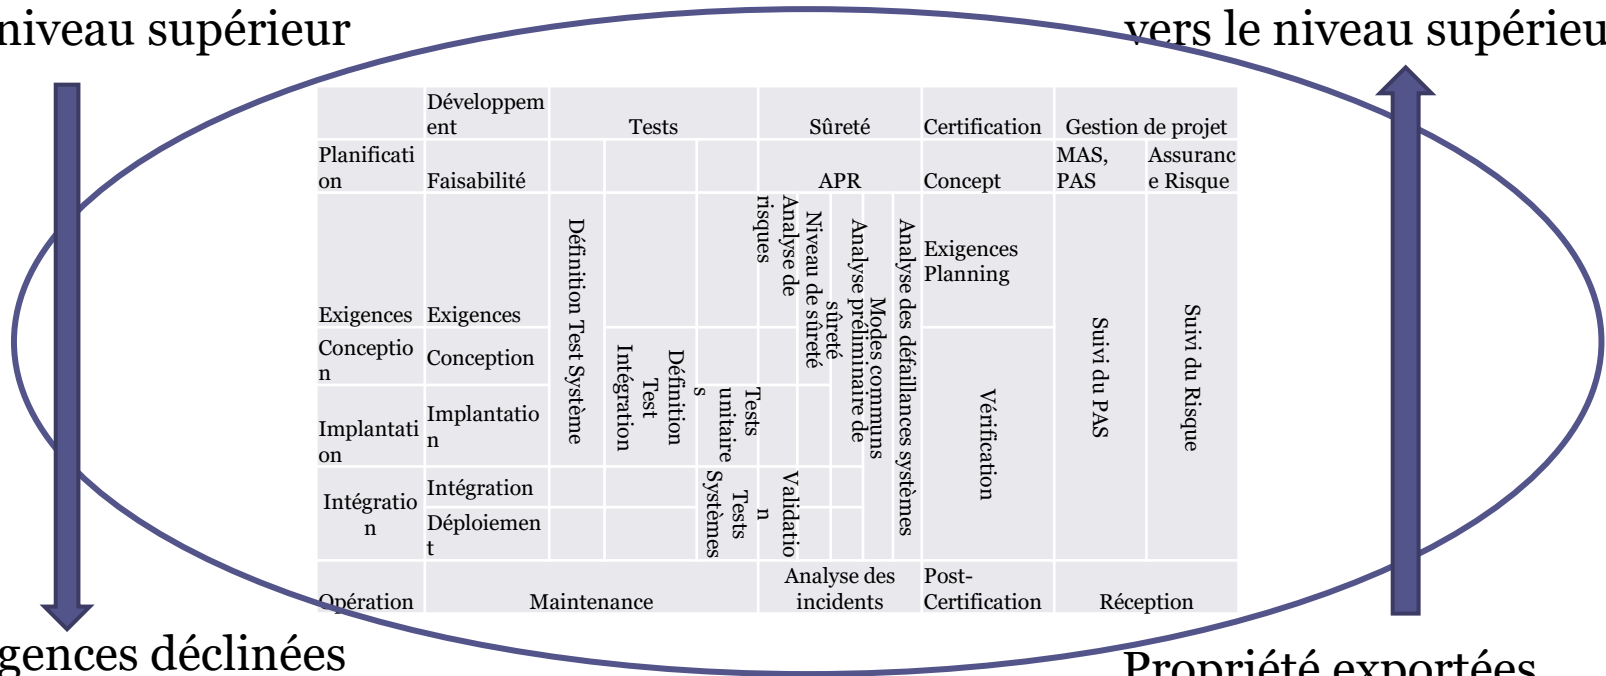 niveau supérieur
vers le niveau supérieu
Développem
ent
Tests
Sûreté
Certification
Gestion de projet
Planificati
on
Faisabilité
APR
Concept
MAS,
PAS
Assuranc
e Risque
Exigences
Exigences
Définition Test Système
Analyse de
risques
Niveau de sûreté
Analyse préliminaire de
sûreté
Modes communs
Analyse des défaillances systèmes
Exigences
Planning
Suivi du PAS
Suivi du Risque
Conceptio
n
Conception
Définition
Test
Intégration
Vérification
Implantati
on
Implantatio
n
Tests
unitaire
s
Intégratio
n
Intégration
Tests
Systèmes
Validatio
n
Déploiemen
t
Opération
Maintenance
Analyse des
incidents
Post-
Certification
Réception
gences déclinées
Propriété exportées